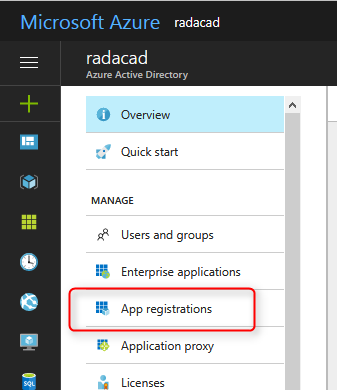 Microsoft Azure radacad
radacad
Azure Active Directory
Overview
Quick start
MANAGE
Users and groups
Enterprise applications
App registrations
Application proxy
Licenses
SQL